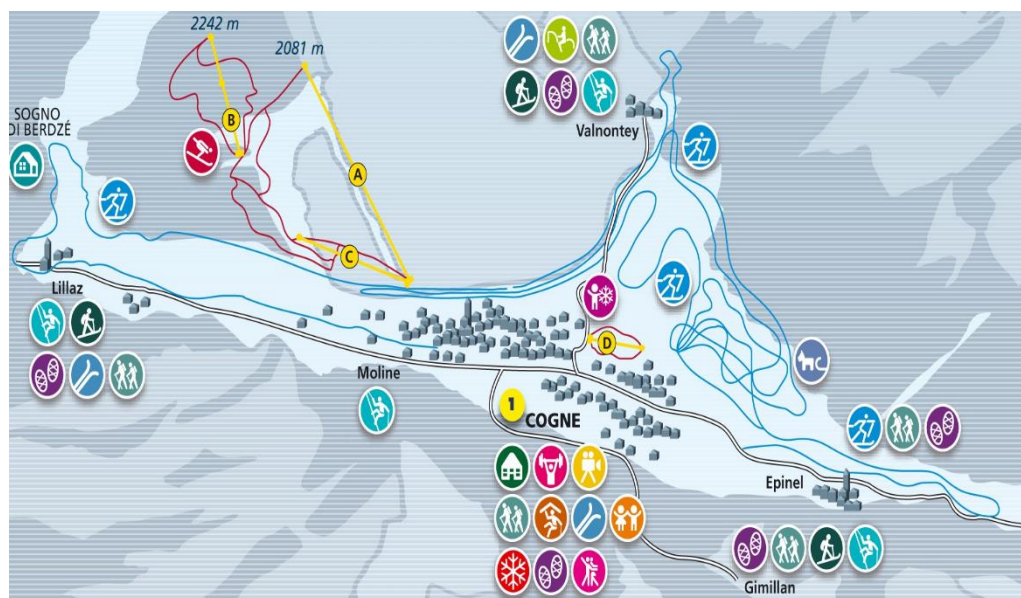 2242 m
2081 m
SOGNO
DI BERDZÉ
B
A
Valnontey
C
Lillaz
D
Moline
1
COGNE
Epinel
Gimillan